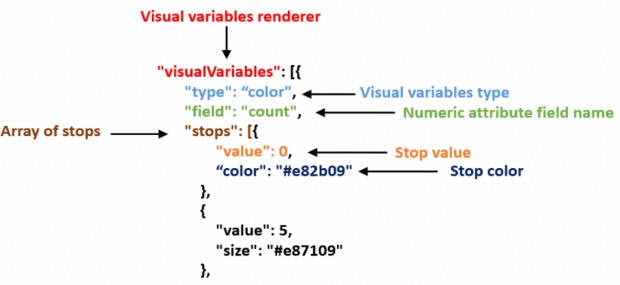 Visual variables renderer
"visualVariables": [{
"type": “color", Visual variables type
"field": "count", Numeric attribute field name
Array of stops "stops": [{
"value": 0, Stop value
“color": "#e82b09" Stop color
},
{
"value": 5,
"size": "#e87109"
},